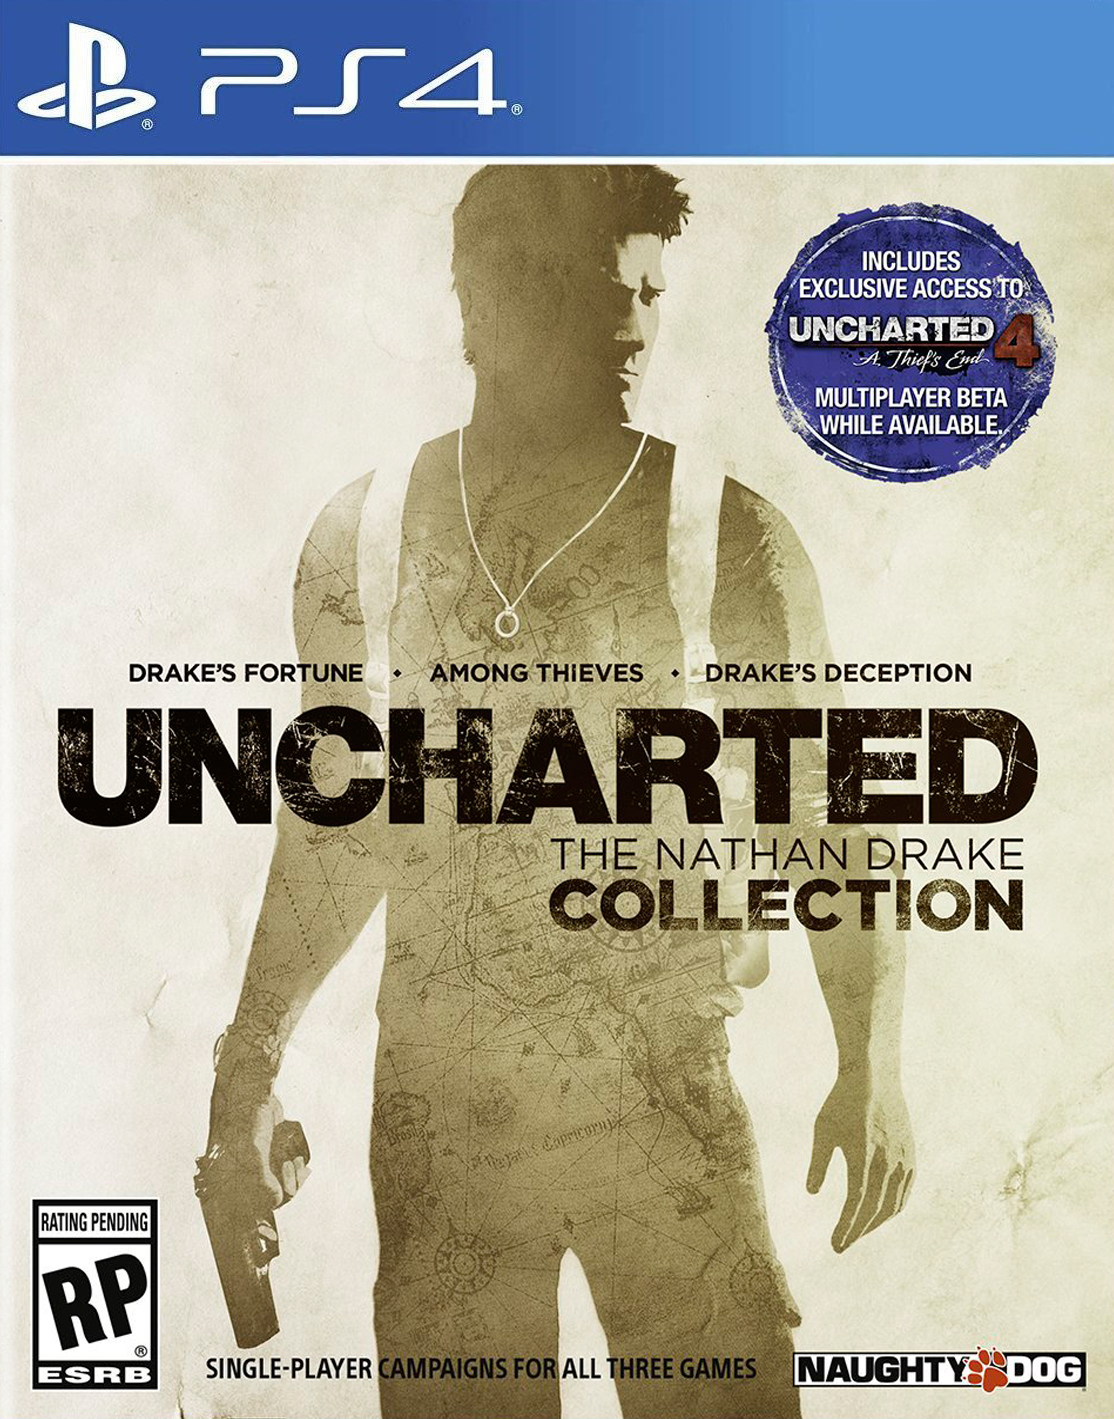 PS4
INCLUDES
EXCLUSIVE ACCESS TO
UNCHARTED 4
A Thief's End
MULTIPLAYER BETA
WHILE AVAILABLE.
DRAKE'S FORTUNE • AMONG THIEVES • DRAKE'S DECEPTION
UNCHARTED
THE NATHAN DRAKE
COLLECTION
RATING PENDING
RP
ESRB
SINGLE-PLAYER CAMPAIGNS FOR ALL THREE GAMES
NAUGHTY DOG